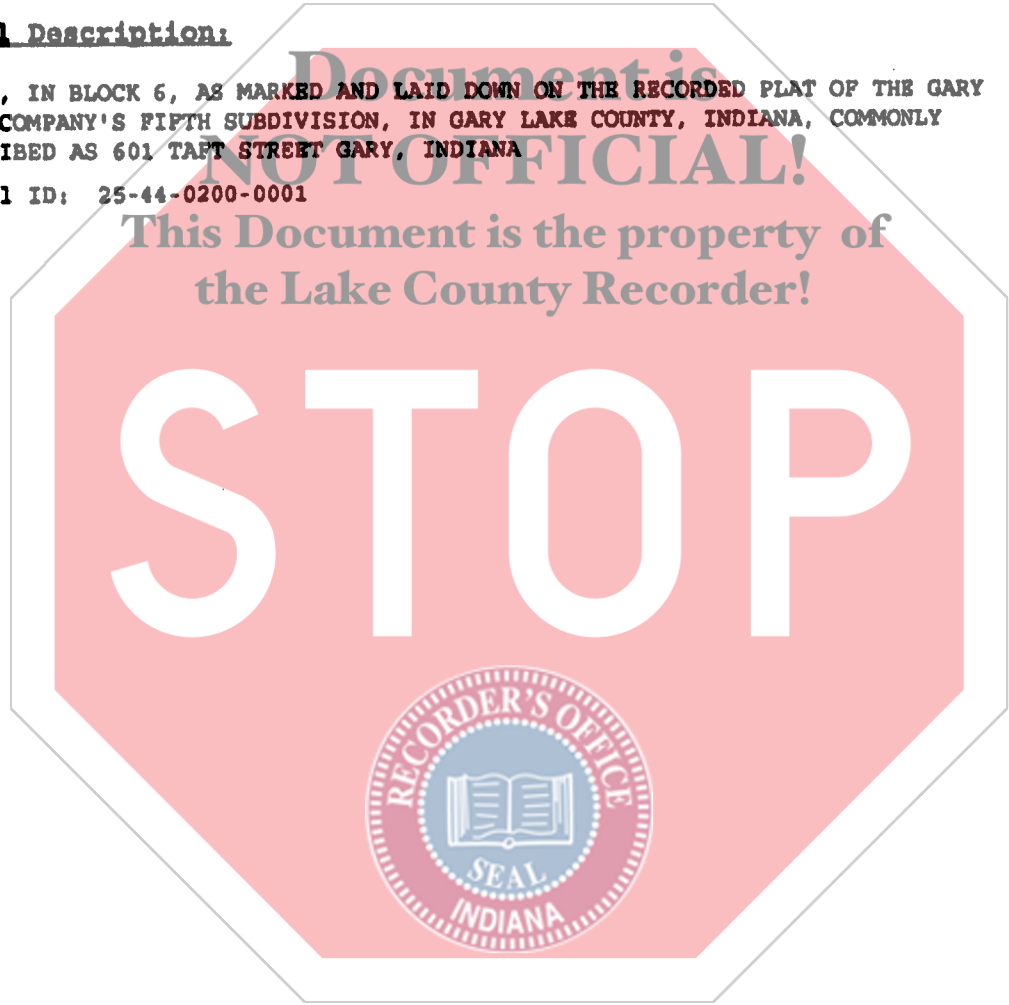 l Description:
Document is
, IN BLOCK 6, AS MARKED AND LAID DOWN ON THE RECORDED PLAT OF THE GARY
COMPANY'S FIFTH SUBDIVISION, IN GARY LAKE COUNTY, INDIANA, COMMONLY
IBED AS 601 TAFT STREET GARY, INDIANA
NOT OFFICIAL!
l ID: 25-44-0200-0001
This Document is the property of
the Lake County Recorder!
STOP
RECORDER'S OFFICE
SEAL
INDIANA